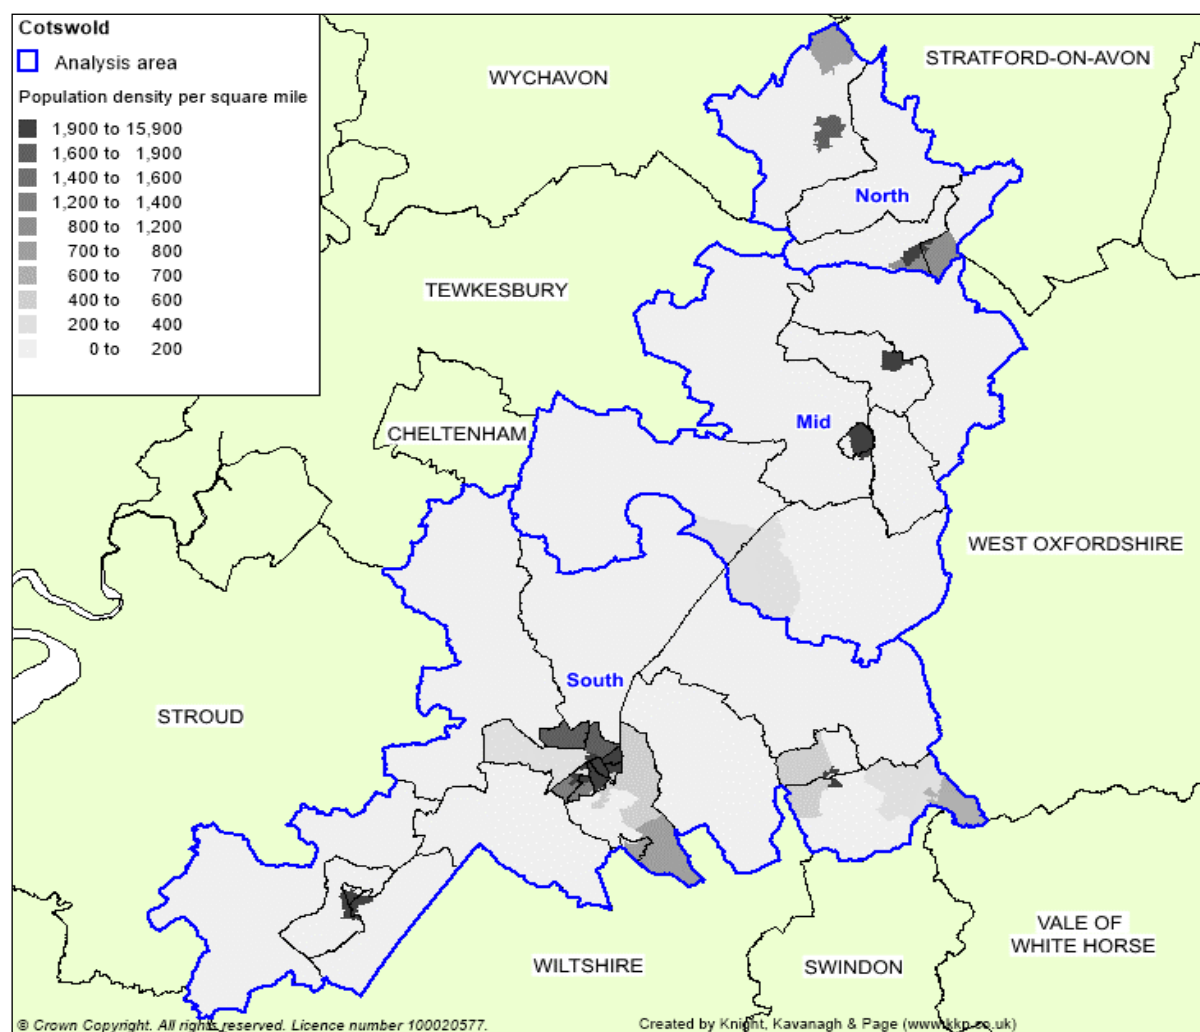 Cotswold
Analysis area
Population density per square mile
1,900 to 15,900
1,600 to 1,900
1,400 to 1,600
1,200 to 1,400
800 to 1,200
700 to 800
600 to 700
400 to 600
200 to 400
0 to 200
WYCHAVON
STRATFORD-ON-AVON
North
TEWKESBURY
CHELTENHAM
Mid
WEST OXFORDSHIRE
South
STROUD
VALE OF
WHITE HORSE
WILTSHIRE
SWINDON
© Crown Copyright. All rights reserved. Licence number 100020577.
Created by Knight, Kavanagh & Page (www.kkp.co.uk)